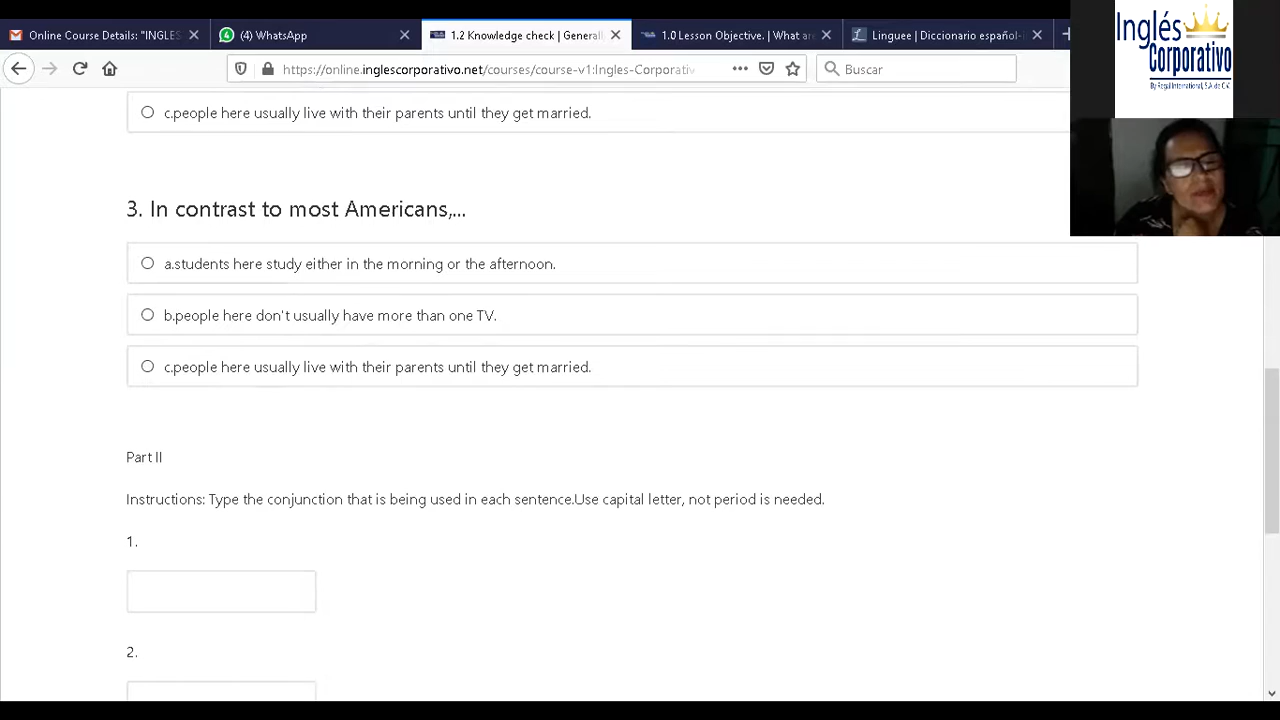 Online Course Details: "INGLES
(4) WhatsApp
1.2 Knowledge check | General
1.0 Lesson Objective. | What ar
Linguee | Diccionario español-
https://online.inglescorporativo.net/courses/course-v1:Ingles-Corporativ
Buscar
Inglés
Corporativo
By Regal International, S.A. de C.V.
c.people here usually live with their parents until they get married.
3. In contrast to most Americans,...
a.students here study either in the morning or the afternoon.
b.people here don't usually have more than one TV.
c.people here usually live with their parents until they get married.
Part II
Instructions: Type the conjunction that is being used in each sentence.Use capital letter, not period is needed.
1.
2.